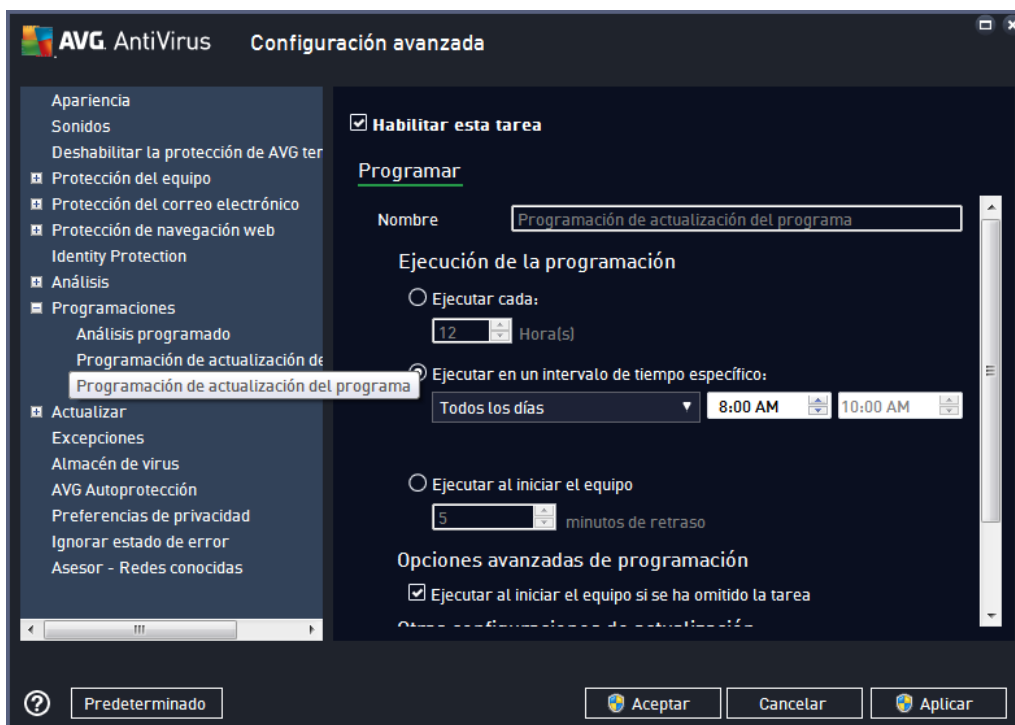 AVG. AntiVirus Configuración avanzada
Apariencia
Sonidos
Deshabilitar la protección de AVG ter
Protección del equipo
Protección del correo electrónico
Protección de navegación web
Identity Protection
Análisis
Programaciones
Análisis programado
Programación de actualización de
Programación de actualización del programa
Actualizar
Excepciones
Almacén de virus
AVG Autoprotección
Preferencias de privacidad
Ignorar estado de error
Asesor - Redes conocidas
Habilitar esta tarea
Programar
Nombre Programación de actualización del programa
Ejecución de la programación
Ejecutar cada:
12 Hora(s)
Ejecutar en un intervalo de tiempo específico:
Todos los días 8:00 AM 10:00 AM
Ejecutar al iniciar el equipo
5 minutos de retraso
Opciones avanzadas de programación
Ejecutar al iniciar el equipo si se ha omitido la tarea
Otras configuraciones de actualización
Predeterminado Aceptar Cancelar Aplicar